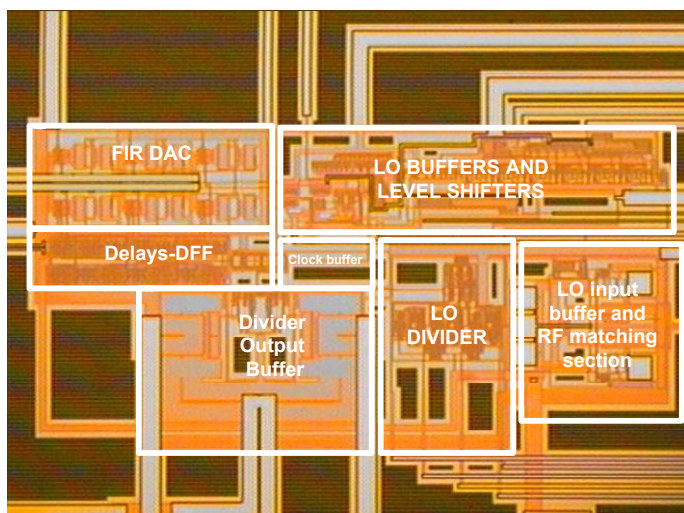 FIR DAC
LO BUFFERS AND
LEVEL SHIFTERS
Delays-DFF
Clock buffer
Divider
Output
Buffer
LO
DIVIDER
LO input
buffer and
RF matching
section